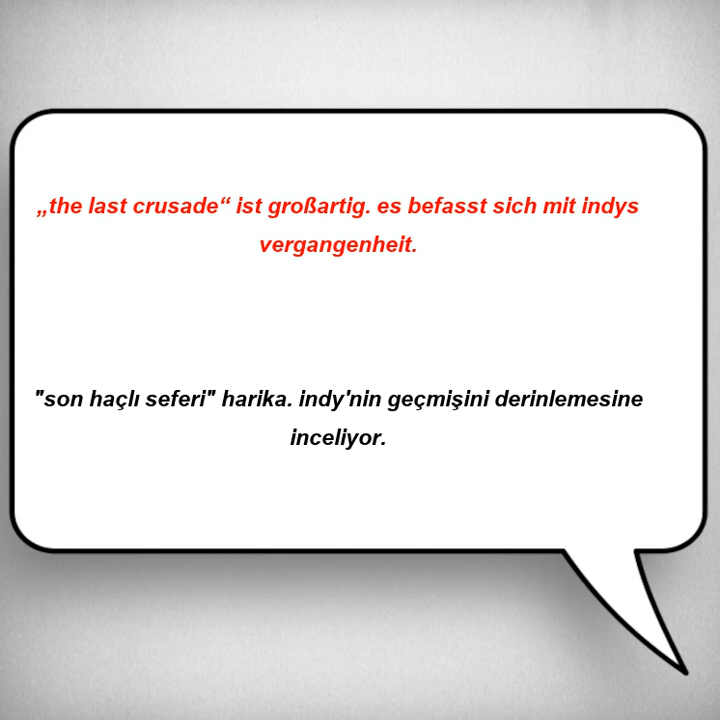 „the last crusade“ ist großartig. es befasst sich mit indys
vergangenheit.
"son haçlı seferi" harika. indy'nin geçmişini derinlemesine
inceliyor.